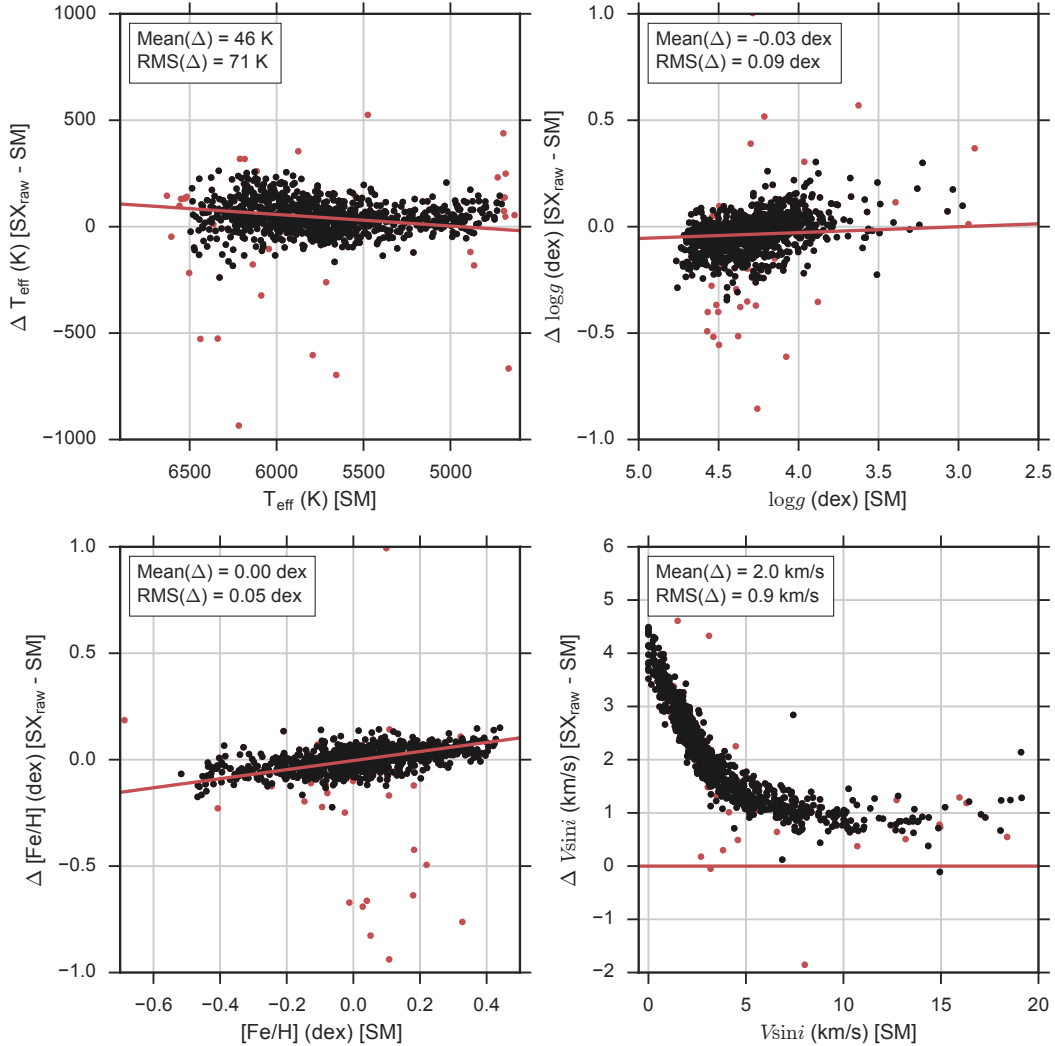 Mean(Δ) = 46 K
RMS(Δ) = 71 K
1000
500
0
−500
−1000
Δ T_eff (K) [SX_raw - SM]
6500 6000 5500 5000
T_eff (K) [SM]
Mean(Δ) = -0.03 dex
RMS(Δ) = 0.09 dex
1.0
0.5
0.0
−0.5
−1.0
Δ log g (dex) [SX_raw - SM]
5.0 4.5 4.0 3.5 3.0 2.5
log g (dex) [SM]
Mean(Δ) = 0.00 dex
RMS(Δ) = 0.05 dex
1.0
0.5
0.0
−0.5
−1.0
Δ [Fe/H] (dex) [SX_raw - SM]
−0.6 −0.4 −0.2 0.0 0.2 0.4
[Fe/H] (dex) [SM]
Mean(Δ) = 2.0 km/s
RMS(Δ) = 0.9 km/s
6
5
4
3
2
1
0
−1
−2
Δ Vsini (km/s) [SX_raw - SM]
0 5 10 15 20
Vsini (km/s) [SM]